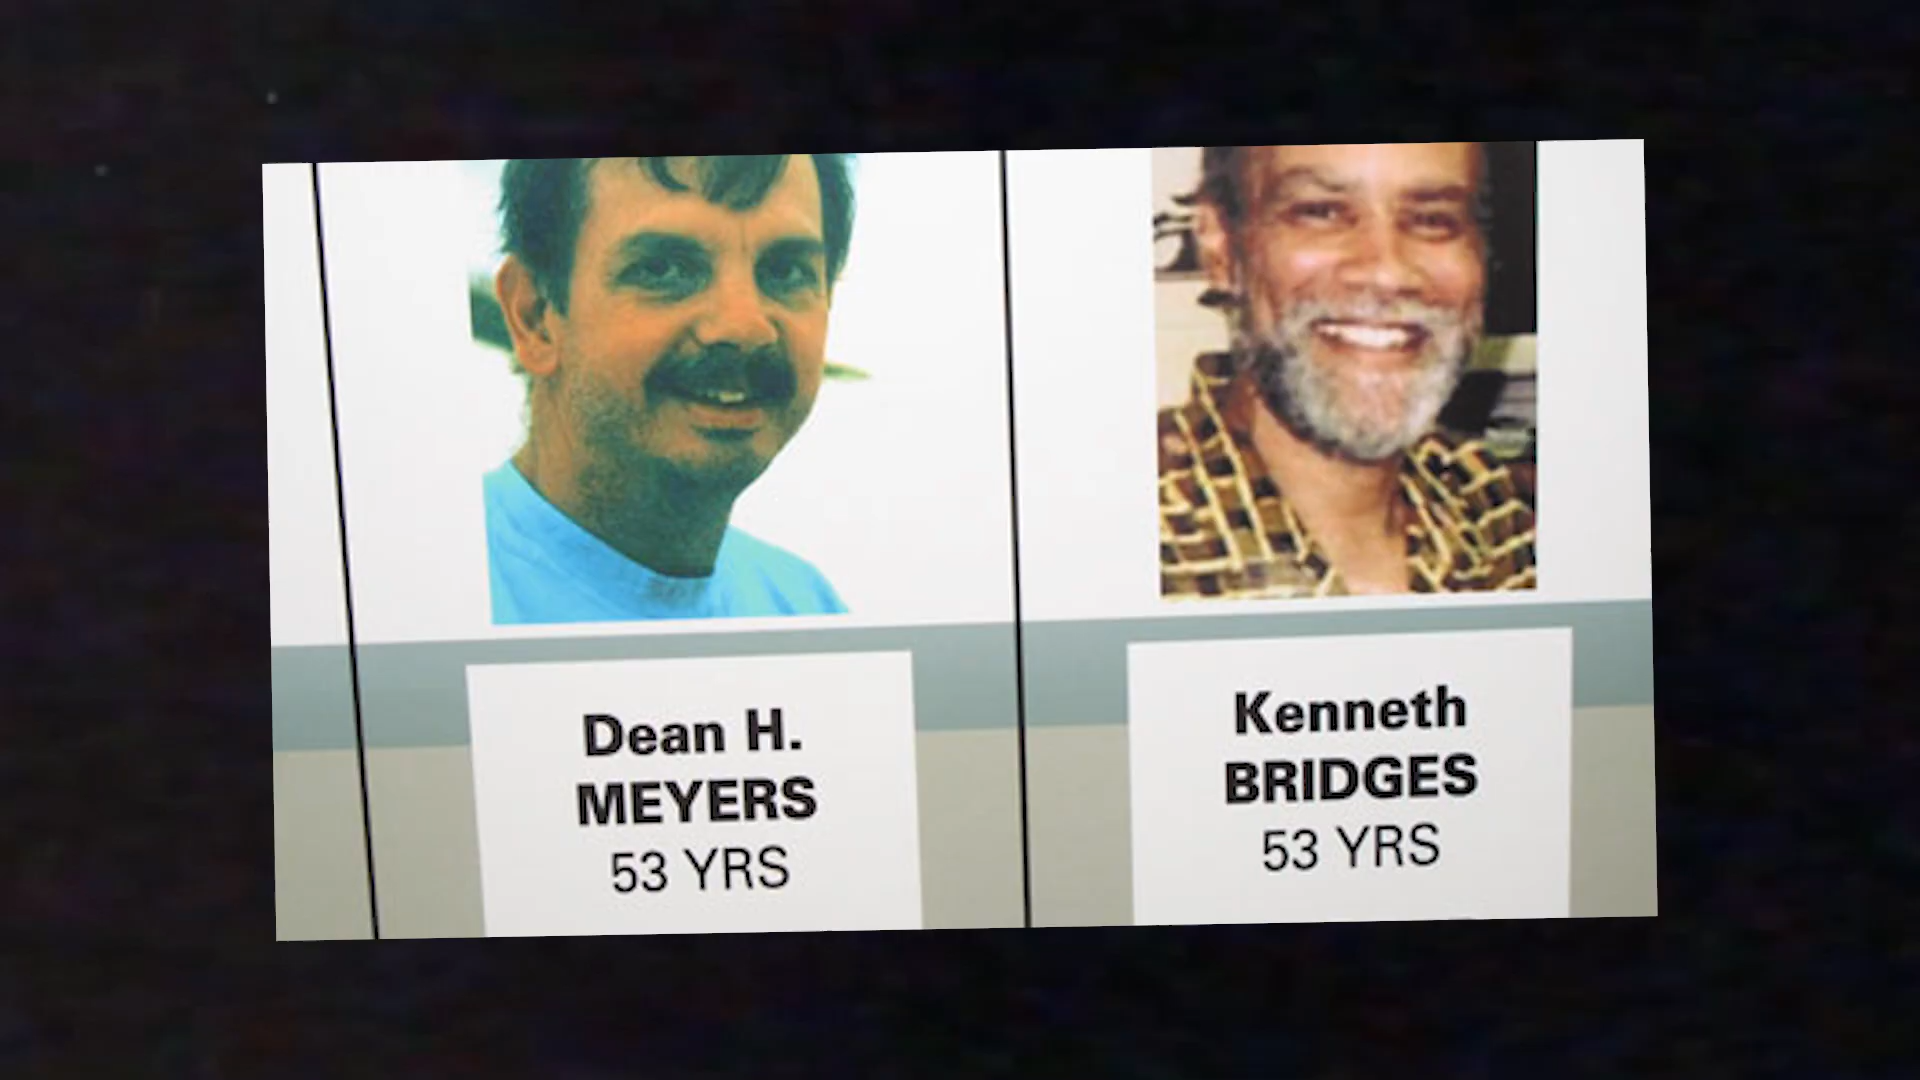 Dean H.
MEYERS
53 YRS
Kenneth
BRIDGES
53 YRS